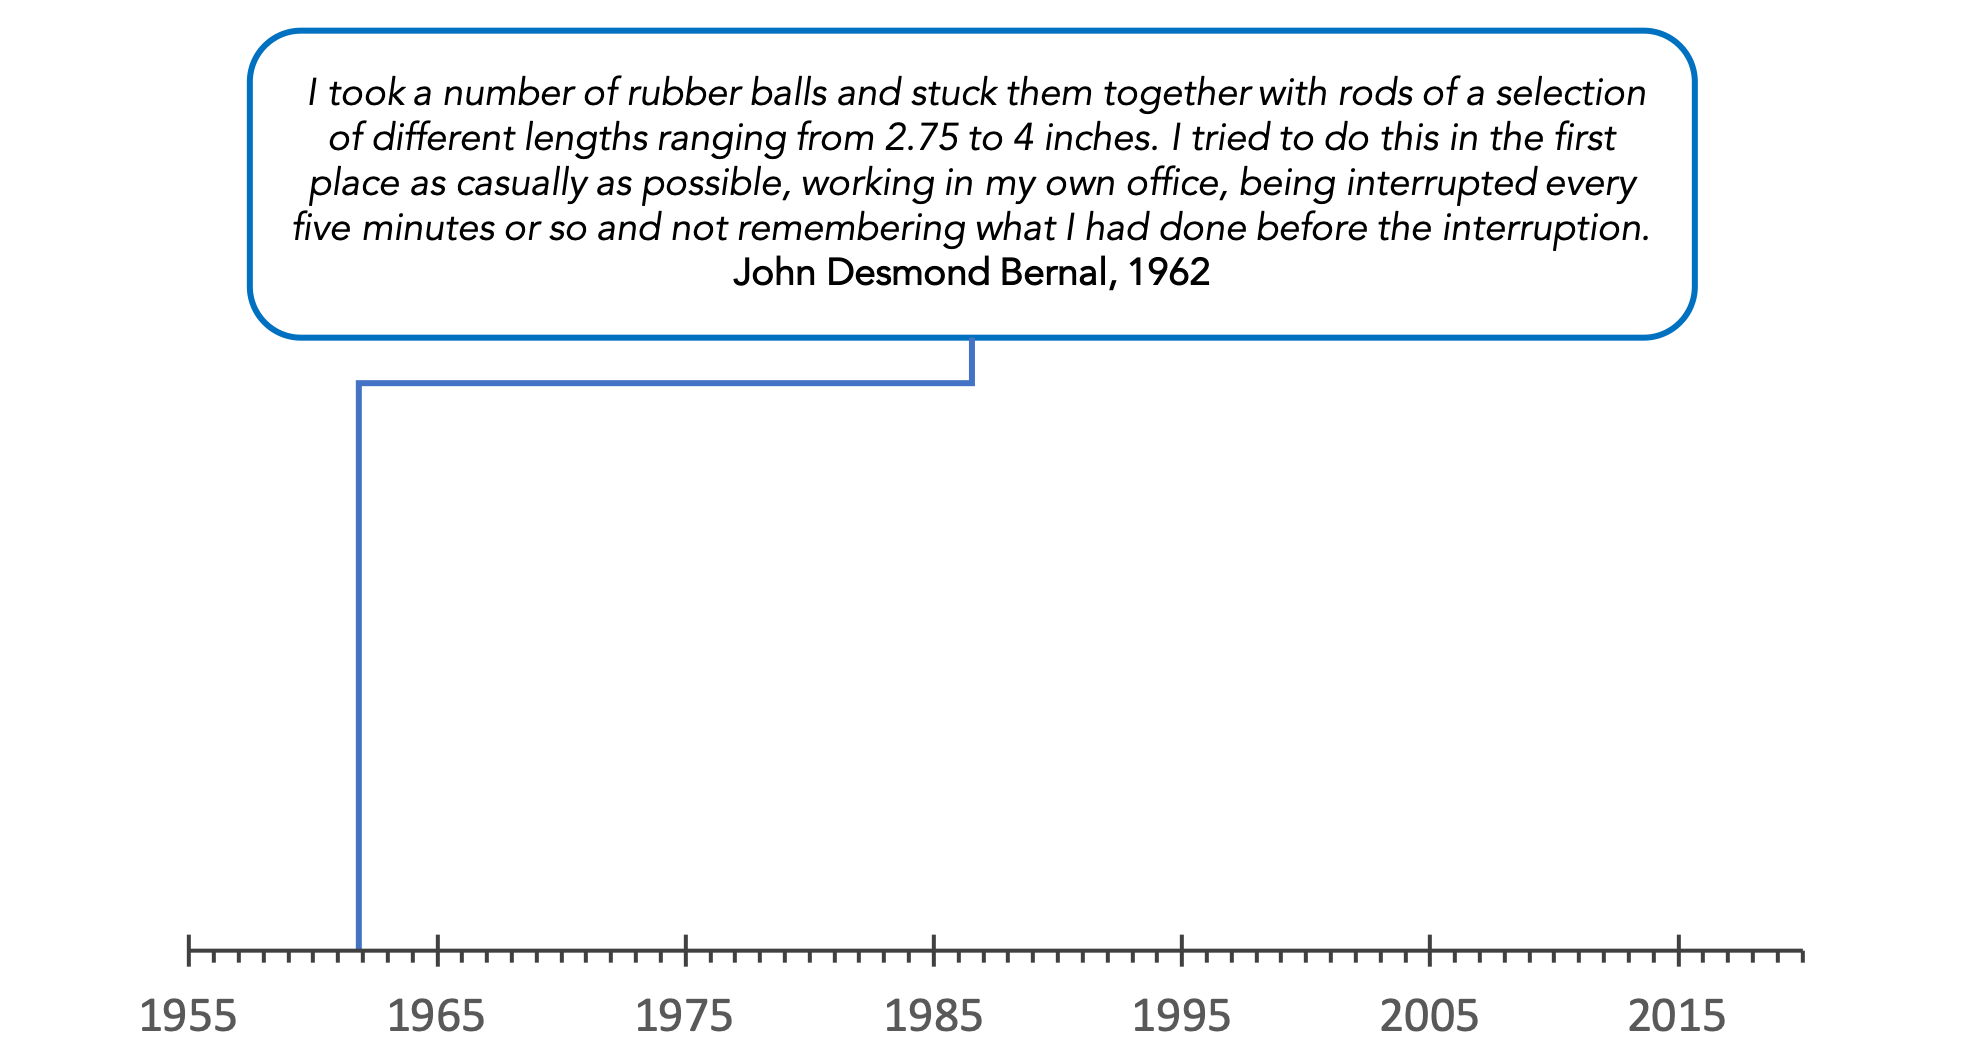 I took a number of rubber balls and stuck them together with rods of a selection
of different lengths ranging from 2.75 to 4 inches. I tried to do this in the first
place as casually as possible, working in my own office, being interrupted every
five minutes or so and not remembering what I had done before the interruption.
John Desmond Bernal, 1962
1955 1965 1975 1985 1995 2005 2015